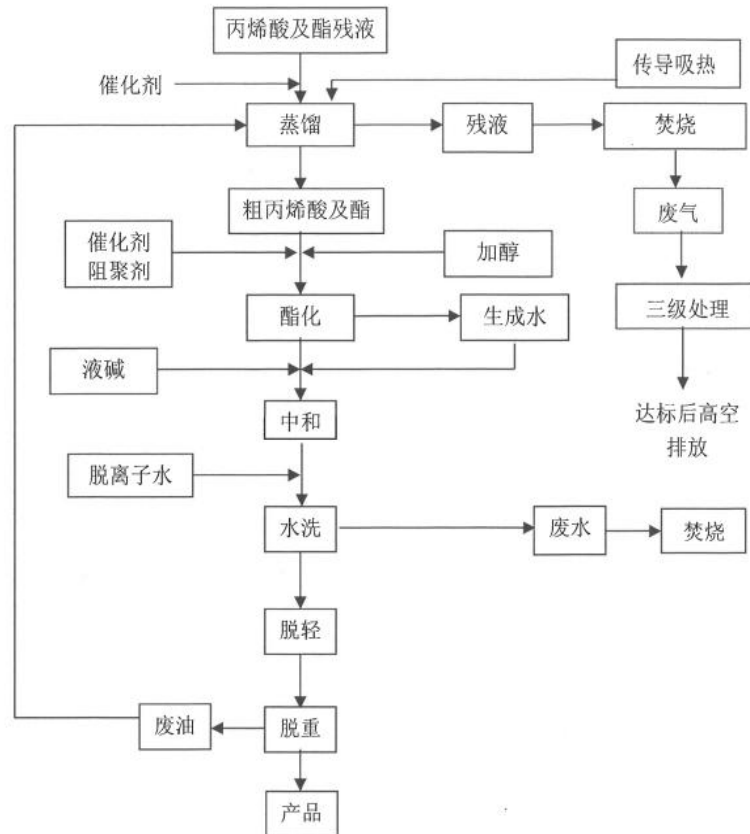 丙烯酸及酯残液
催化剂
传导吸热
蒸馏
残液
焚烧
粗丙烯酸及酯
废气
催化剂
阻聚剂
加醇
酯化
生成水
三级处理
液碱
中和
达标后高空
排放
脱离子水
水洗
废水
焚烧
脱轻
废油
脱重
产品